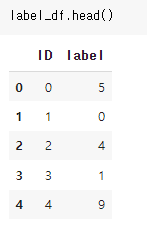 label_df.head()
ID label
0 0 5
1 1 0
2 2 4
3 3 1
4 4 9